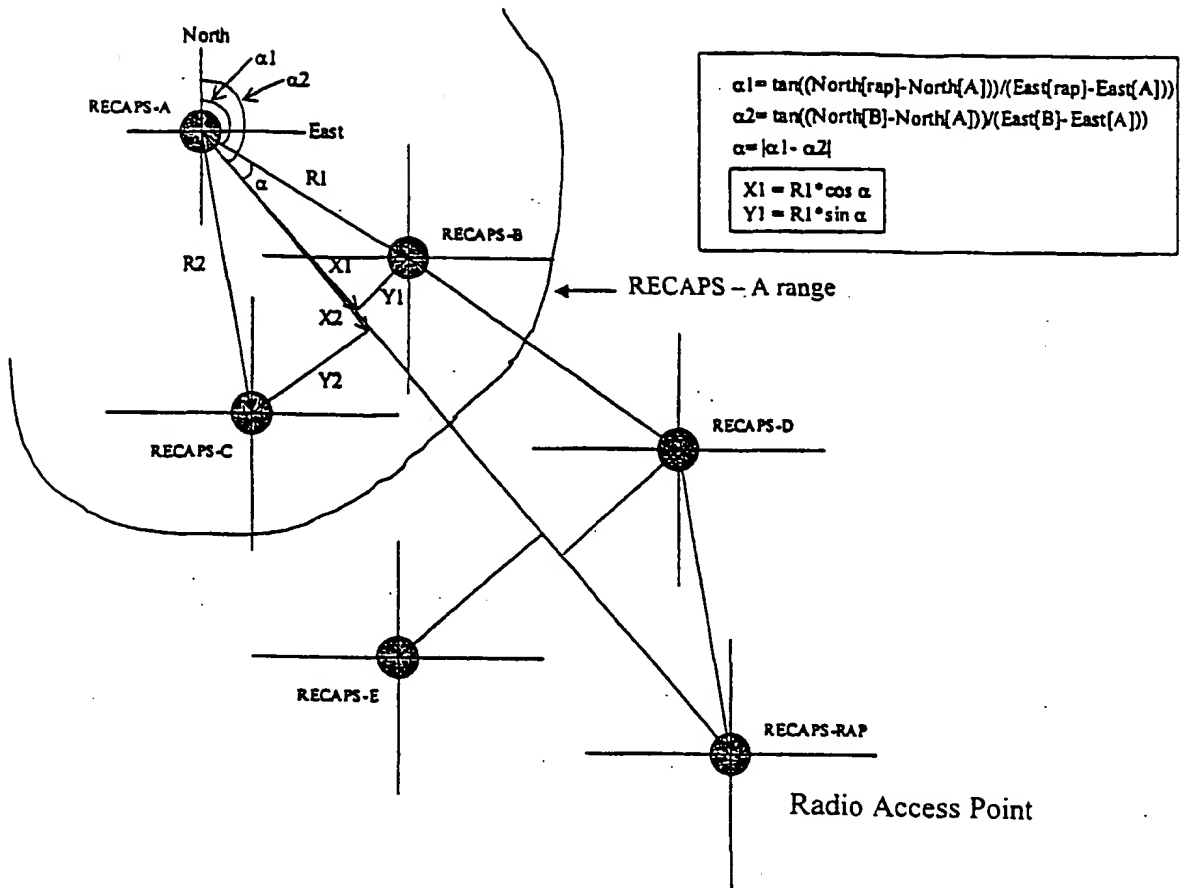 North
α1
α2
RECAPS-A
East
α
R1
RECAPS-B
R2
X1
Y1
X2
Y2
RECAPS – A range
RECAPS-C
RECAPS-D
RECAPS-E
RECAPS-RAP
Radio Access Point
α1= tan((North[rap]-North[A]))/(East[rap]-East[A]))
α2= tan((North[B]-North[A]))/(East[B]-East[A]))
α=|α1- α2|
X1 = R1*cos α
Y1 = R1*sin α